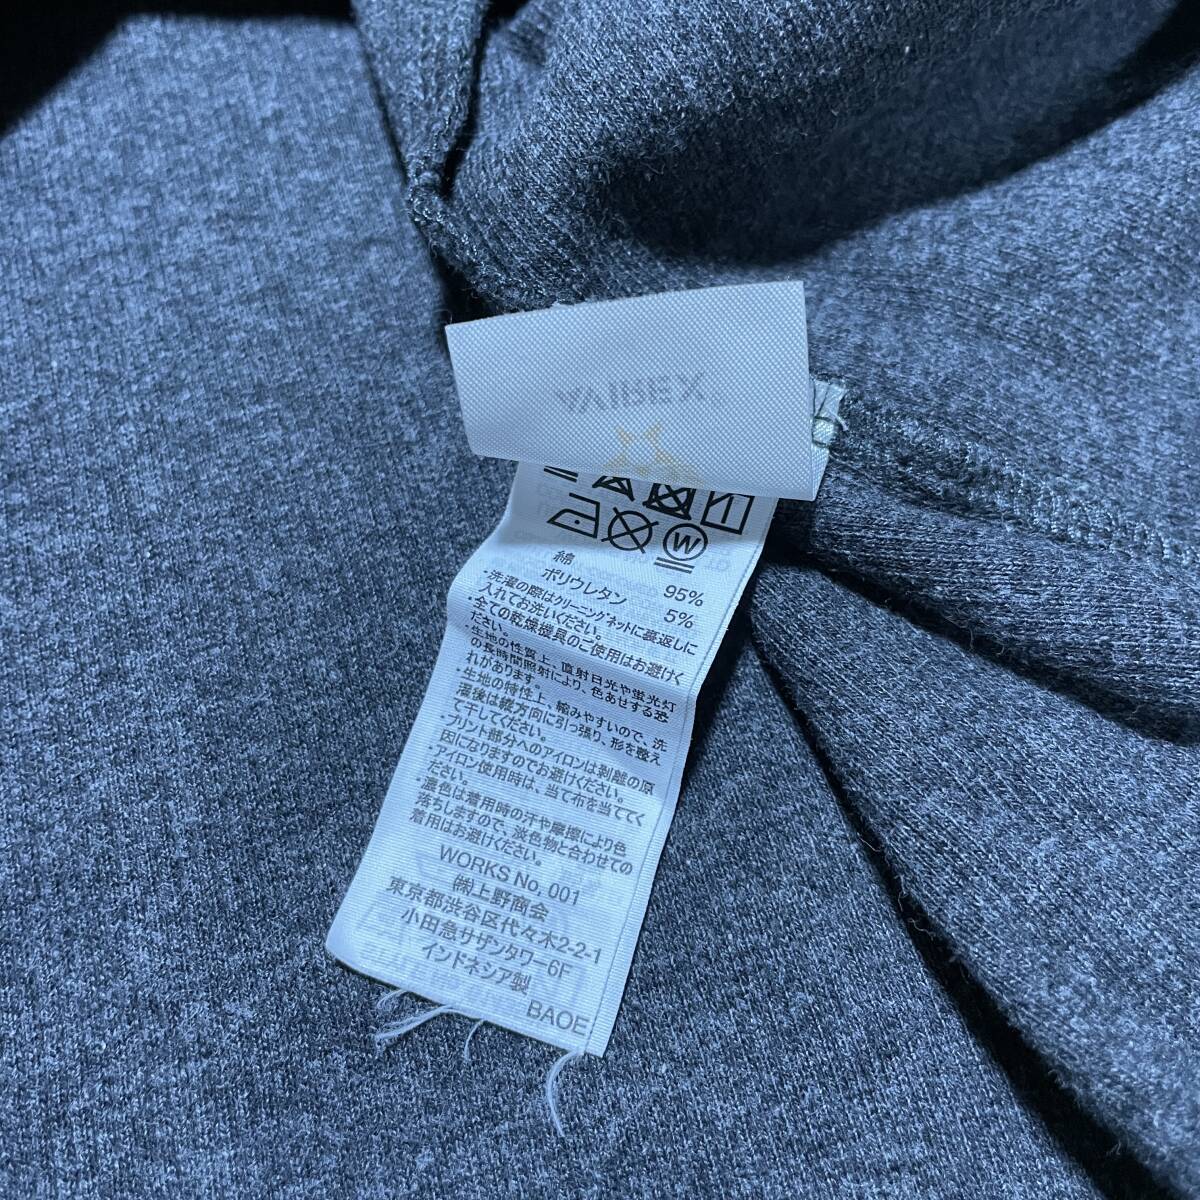 AVIREX
W
綿 95%
ポリウレタン 5%
・洗濯の際はクリーニングネットに裏返しに
入れてお洗いください。
・全ての乾燥機具のご使用はお避けく
ださい。
・生地の性質上、直射日光や蛍光灯
の長時間照射により、色あせする恐
れがあります。
・生地の特性上、縮みやすいので、洗
濯後は縦方向に引っ張り、形を整え
て干してください。
・プリント部分へのアイロンは剥離の原
因になりますのでお避けください。
・アイロン使用時は、当て布を当ててく
ださい。
・濃色は着用時の汗や摩擦により色
落ちしますので、淡色物と合わせての
着用はお避けください。
WORKS No. 001
㈱上野商会
東京都渋谷区代々木2-2-1
小田急サザンタワー6F
インドネシア製
BAOE